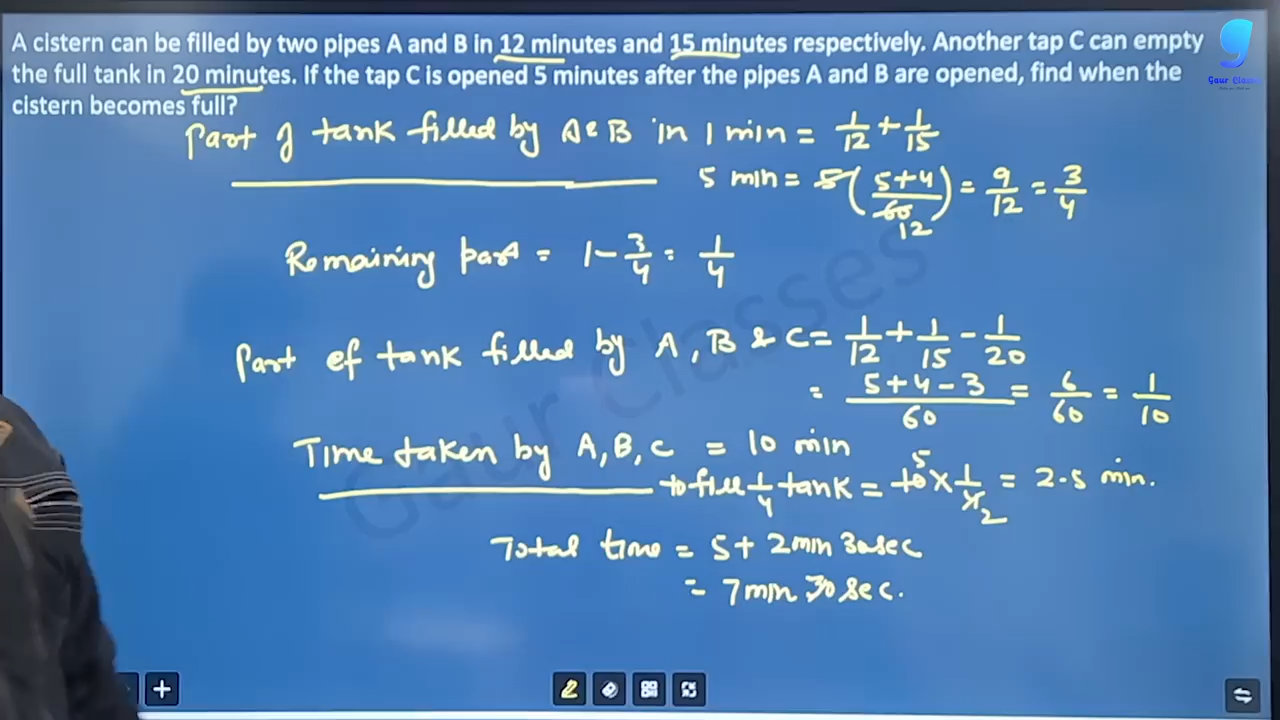 A cistern can be filled by two pipes A and B in 12 minutes and 15 minutes respectively. Another tap C can empty
the full tank in 20 minutes. If the tap C is opened 5 minutes after the pipes A and B are opened, find when the
cistern becomes full?
Gaur Classes
Part of tank filled by A & B in 1 min = 1/12 + 1/15
5 min = 5(5+4/60) = 9/12 = 3/4
12
Remaining part = 1 - 3/4 = 1/4
Part of tank filled by A, B & C = 1/12 + 1/15 - 1/20
= 5+4-3/60 = 6/60 = 1/10
Time taken by A, B, C = 10 min
to fill 1/4 tank = 10 5 × 1/4 2 = 2.5 min.
Total time = 5 + 2 min 30 sec
= 7 min 30 sec.
Gaur Classes